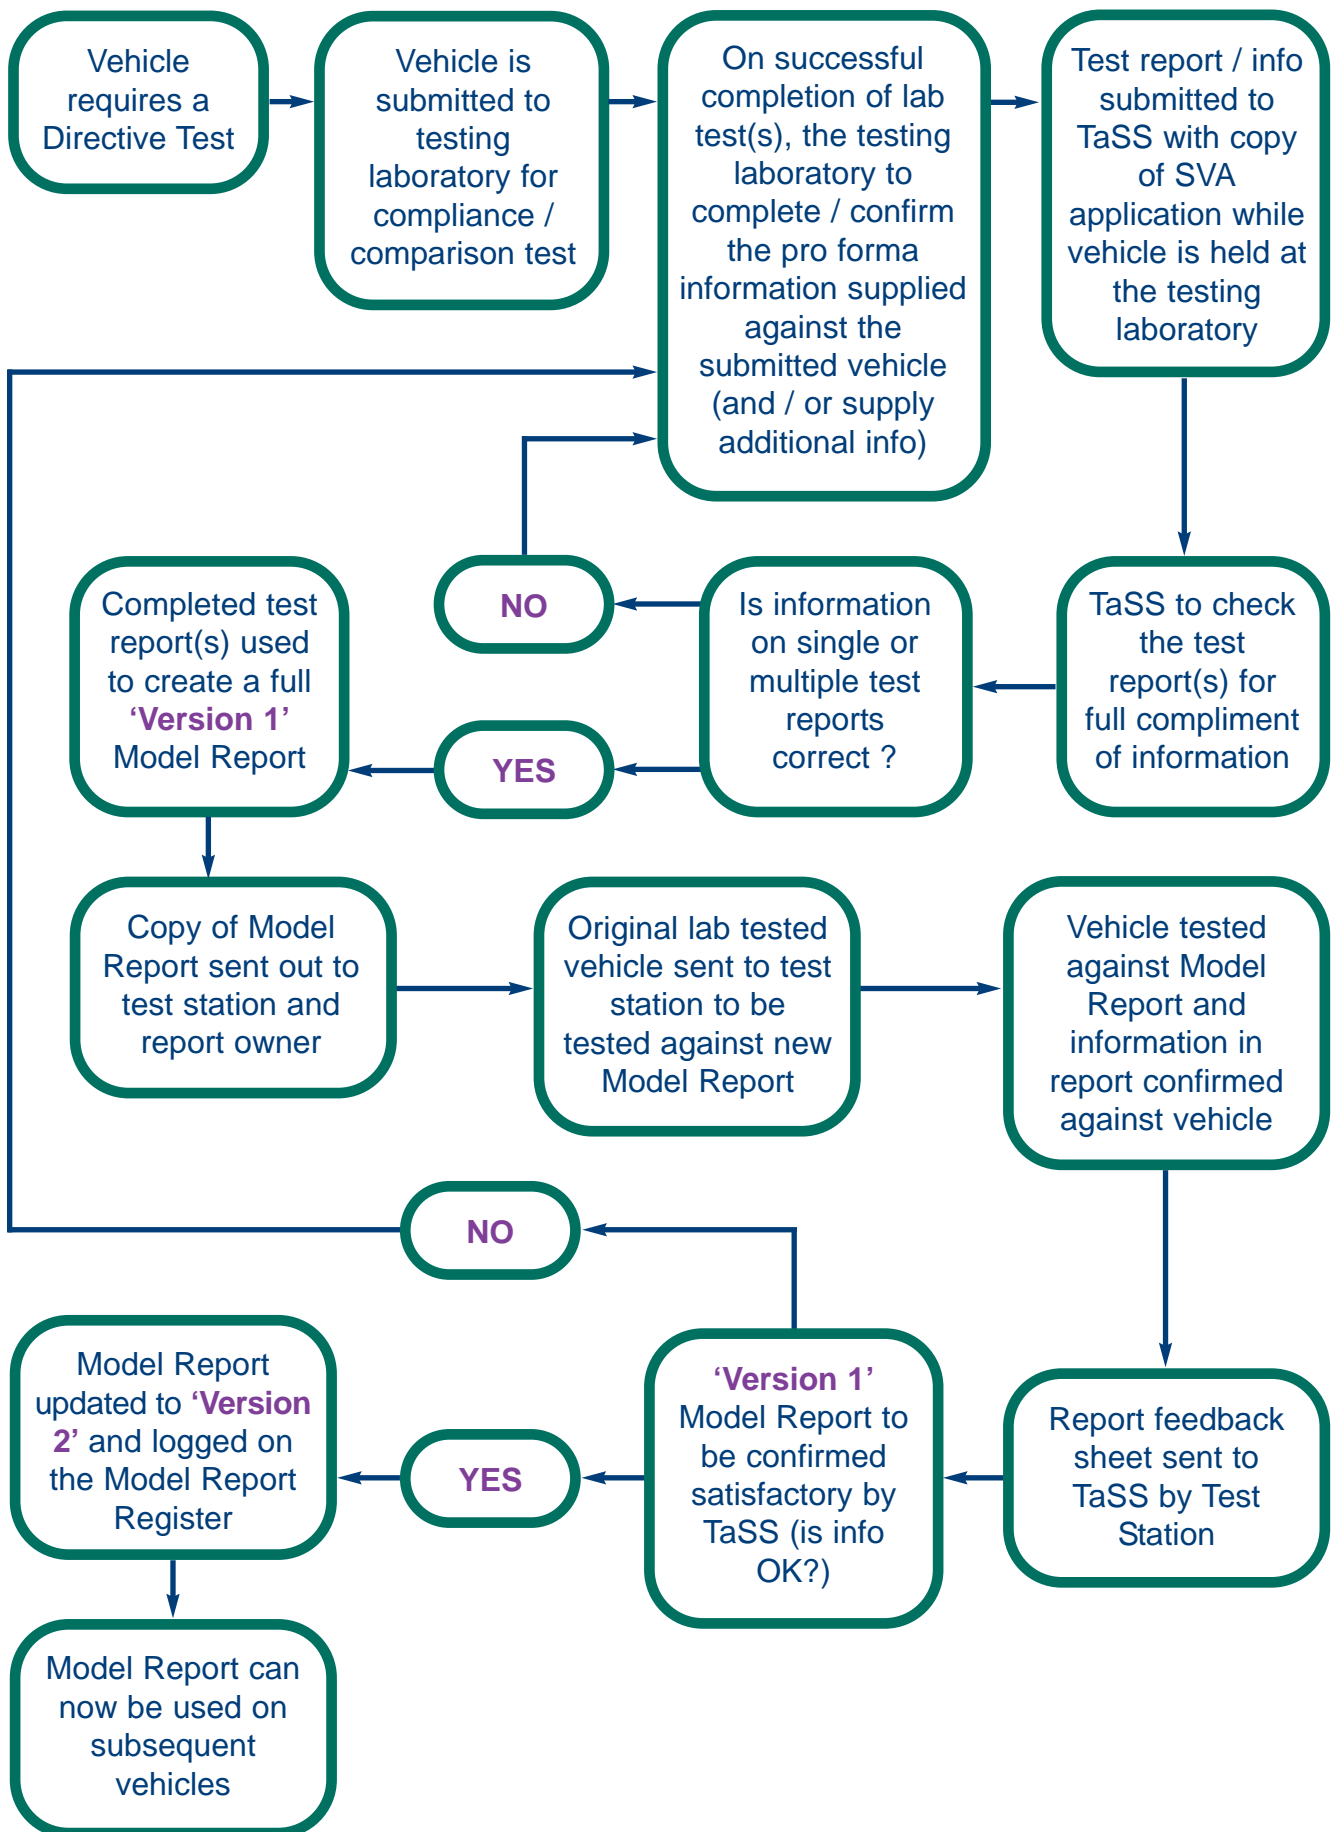 Vehicle
requires a
Directive Test
Vehicle is
submitted to
testing
laboratory for
compliance /
comparison test
On successful
completion of lab
test(s), the testing
laboratory to
complete / confirm
the pro forma
information supplied
against the
submitted vehicle
(and / or supply
additional info)
Test report / info
submitted to
TaSS with copy
of SVA
application while
vehicle is held at
the testing
laboratory
TaSS to check
the test
report(s) for
full compliment
of information
Is information
on single or
multiple test
reports
correct ?
NO
YES
Completed test
report(s) used
to create a full
‘Version 1’
Model Report
Copy of Model
Report sent out to
test station and
report owner
Original lab tested
vehicle sent to test
station to be
tested against new
Model Report
Vehicle tested
against Model
Report and
information in
report confirmed
against vehicle
Report feedback
sheet sent to
TaSS by Test
Station
‘Version 1’
Model Report to
be confirmed
satisfactory by
TaSS (is info
OK?)
NO
YES
Model Report
updated to ‘Version
2’ and logged on
the Model Report
Register
Model Report can
now be used on
subsequent
vehicles